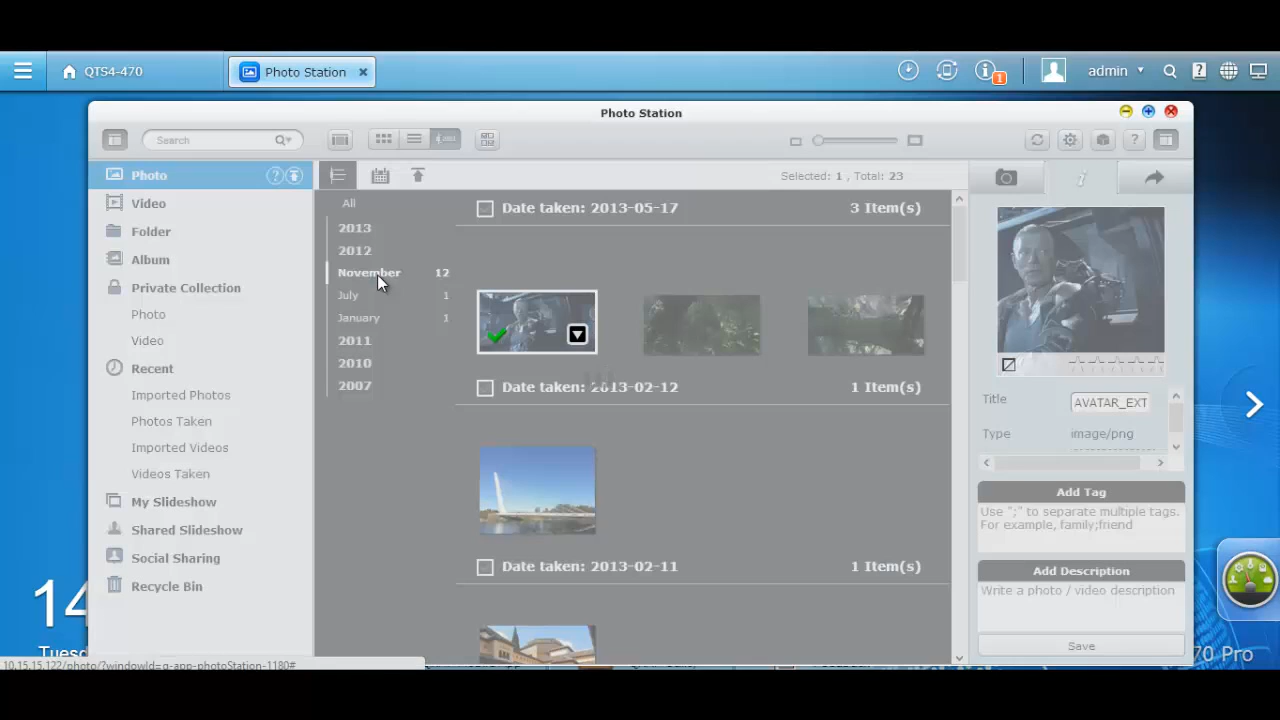 QTS4-470
Photo Station
1
admin
Photo Station
Search
Photo
Video
Folder
Album
Private Collection
Photo
Video
Recent
Imported Photos
Photos Taken
Imported Videos
Videos Taken
My Slideshow
Shared Slideshow
Social Sharing
Recycle Bin
Selected: 1 , Total: 23
All
2013
2012
November 12
July 1
January 1
2011
2010
2007
Date taken: 2013-05-17 3 Item(s)
Date taken: 2013-02-12 1 Item(s)
Date taken: 2013-02-11 1 Item(s)
Title AVATAR_EXT
Type image/png
Add Tag
Use ";" to separate multiple tags.
For example, family;friend
Add Description
Write a photo / video description
Save
14
Tuesd
10.15.15.122/photo/?windowId=q-app-photoStation-1180#
70 Pro